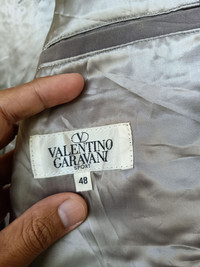 VALENTINO
GARAVANI
SPORT
48